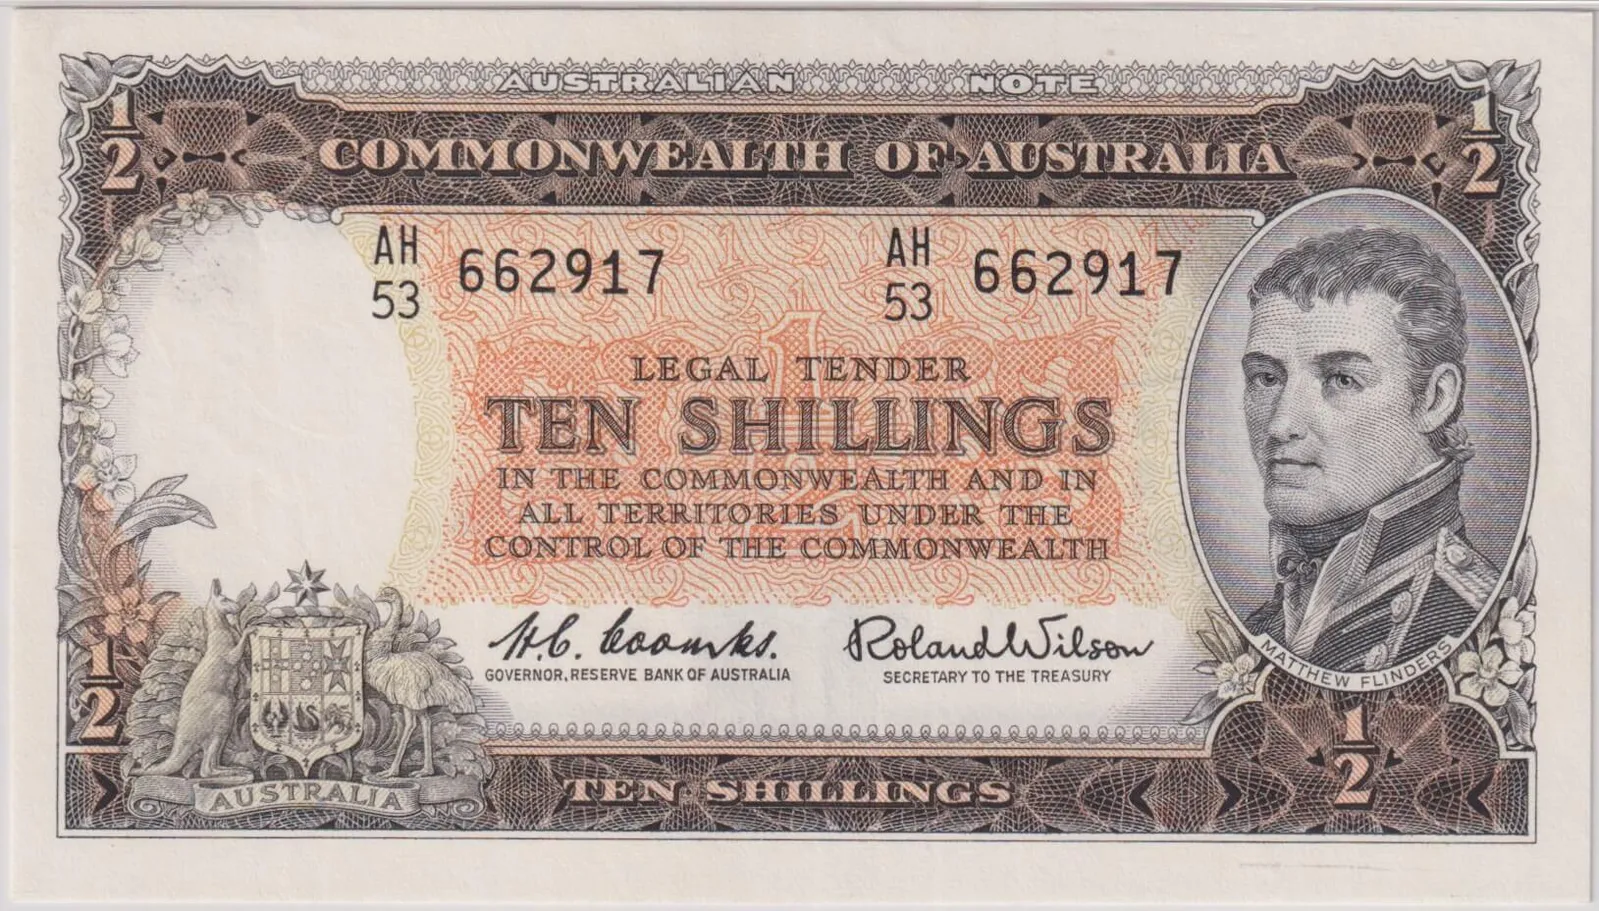 AUSTRALIAN NOTE
1/2
1/2
COMMONWEALTH OF AUSTRALIA
AH 53 662917
AH 53 662917
1/2
LEGAL TENDER
TEN SHILLINGS
IN THE COMMONWEALTH AND IN
ALL TERRITORIES UNDER THE
CONTROL OF THE COMMONWEALTH
H.C. Coombs.
GOVERNOR, RESERVE BANK OF AUSTRALIA
Roland Wilson
SECRETARY TO THE TREASURY
MATTHEW FLINDERS
1/2
1/2
AUSTRALIA
TEN SHILLINGS